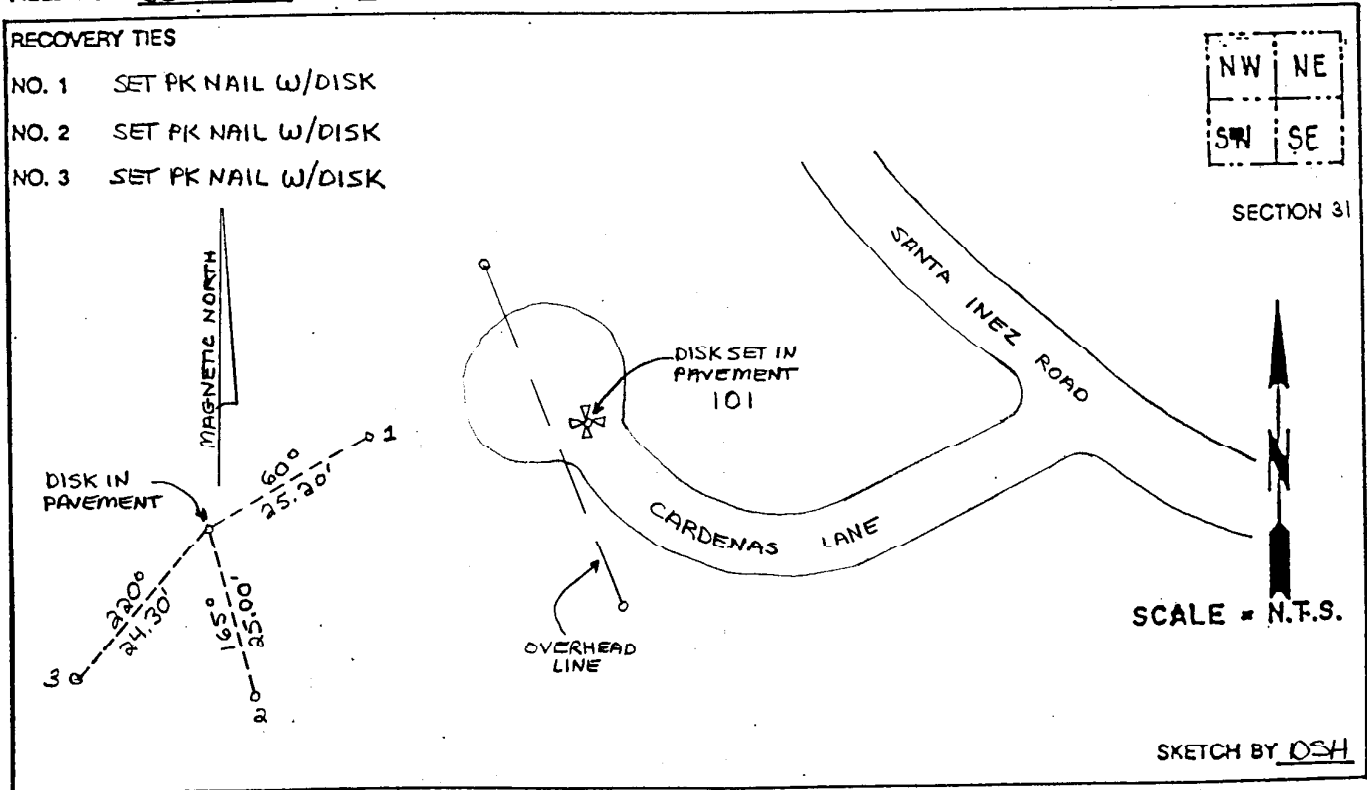 RECOVERY TIES
NO. 1 SET PK NAIL W/DISK
NO. 2 SET PK NAIL W/DISK
NO. 3 SET PK NAIL W/DISK
NW NE
SW SE
SECTION 31
MAGNETIC NORTH
DISK IN
PAVEMENT
1
60°
25.20'
220°
24.30'
165°
25.00'
3
2
DISK SET IN
PAVEMENT
101
SANTA INEZ ROAD
CARDENAS LANE
OVERHEAD
LINE
N
SCALE = N.T.S.
SKETCH BY DSH